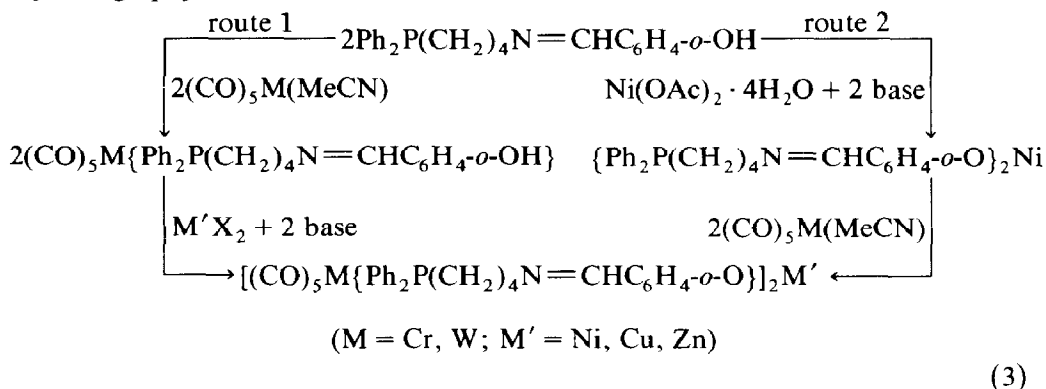 route 1 2Ph₂P(CH₂)₄N=CHC₆H₄-o-OH route 2
2(CO)₅M(MeCN) Ni(OAc)₂ · 4H₂O + 2 base
2(CO)₅M{Ph₂P(CH₂)₄N=CHC₆H₄-o-OH} {Ph₂P(CH₂)₄N=CHC₆H₄-o-O}₂Ni
M′X₂ + 2 base 2(CO)₅M(MeCN)
[(CO)₅M{Ph₂P(CH₂)₄N=CHC₆H₄-o-O}]₂M′
(M = Cr, W; M′ = Ni, Cu, Zn)
(3)